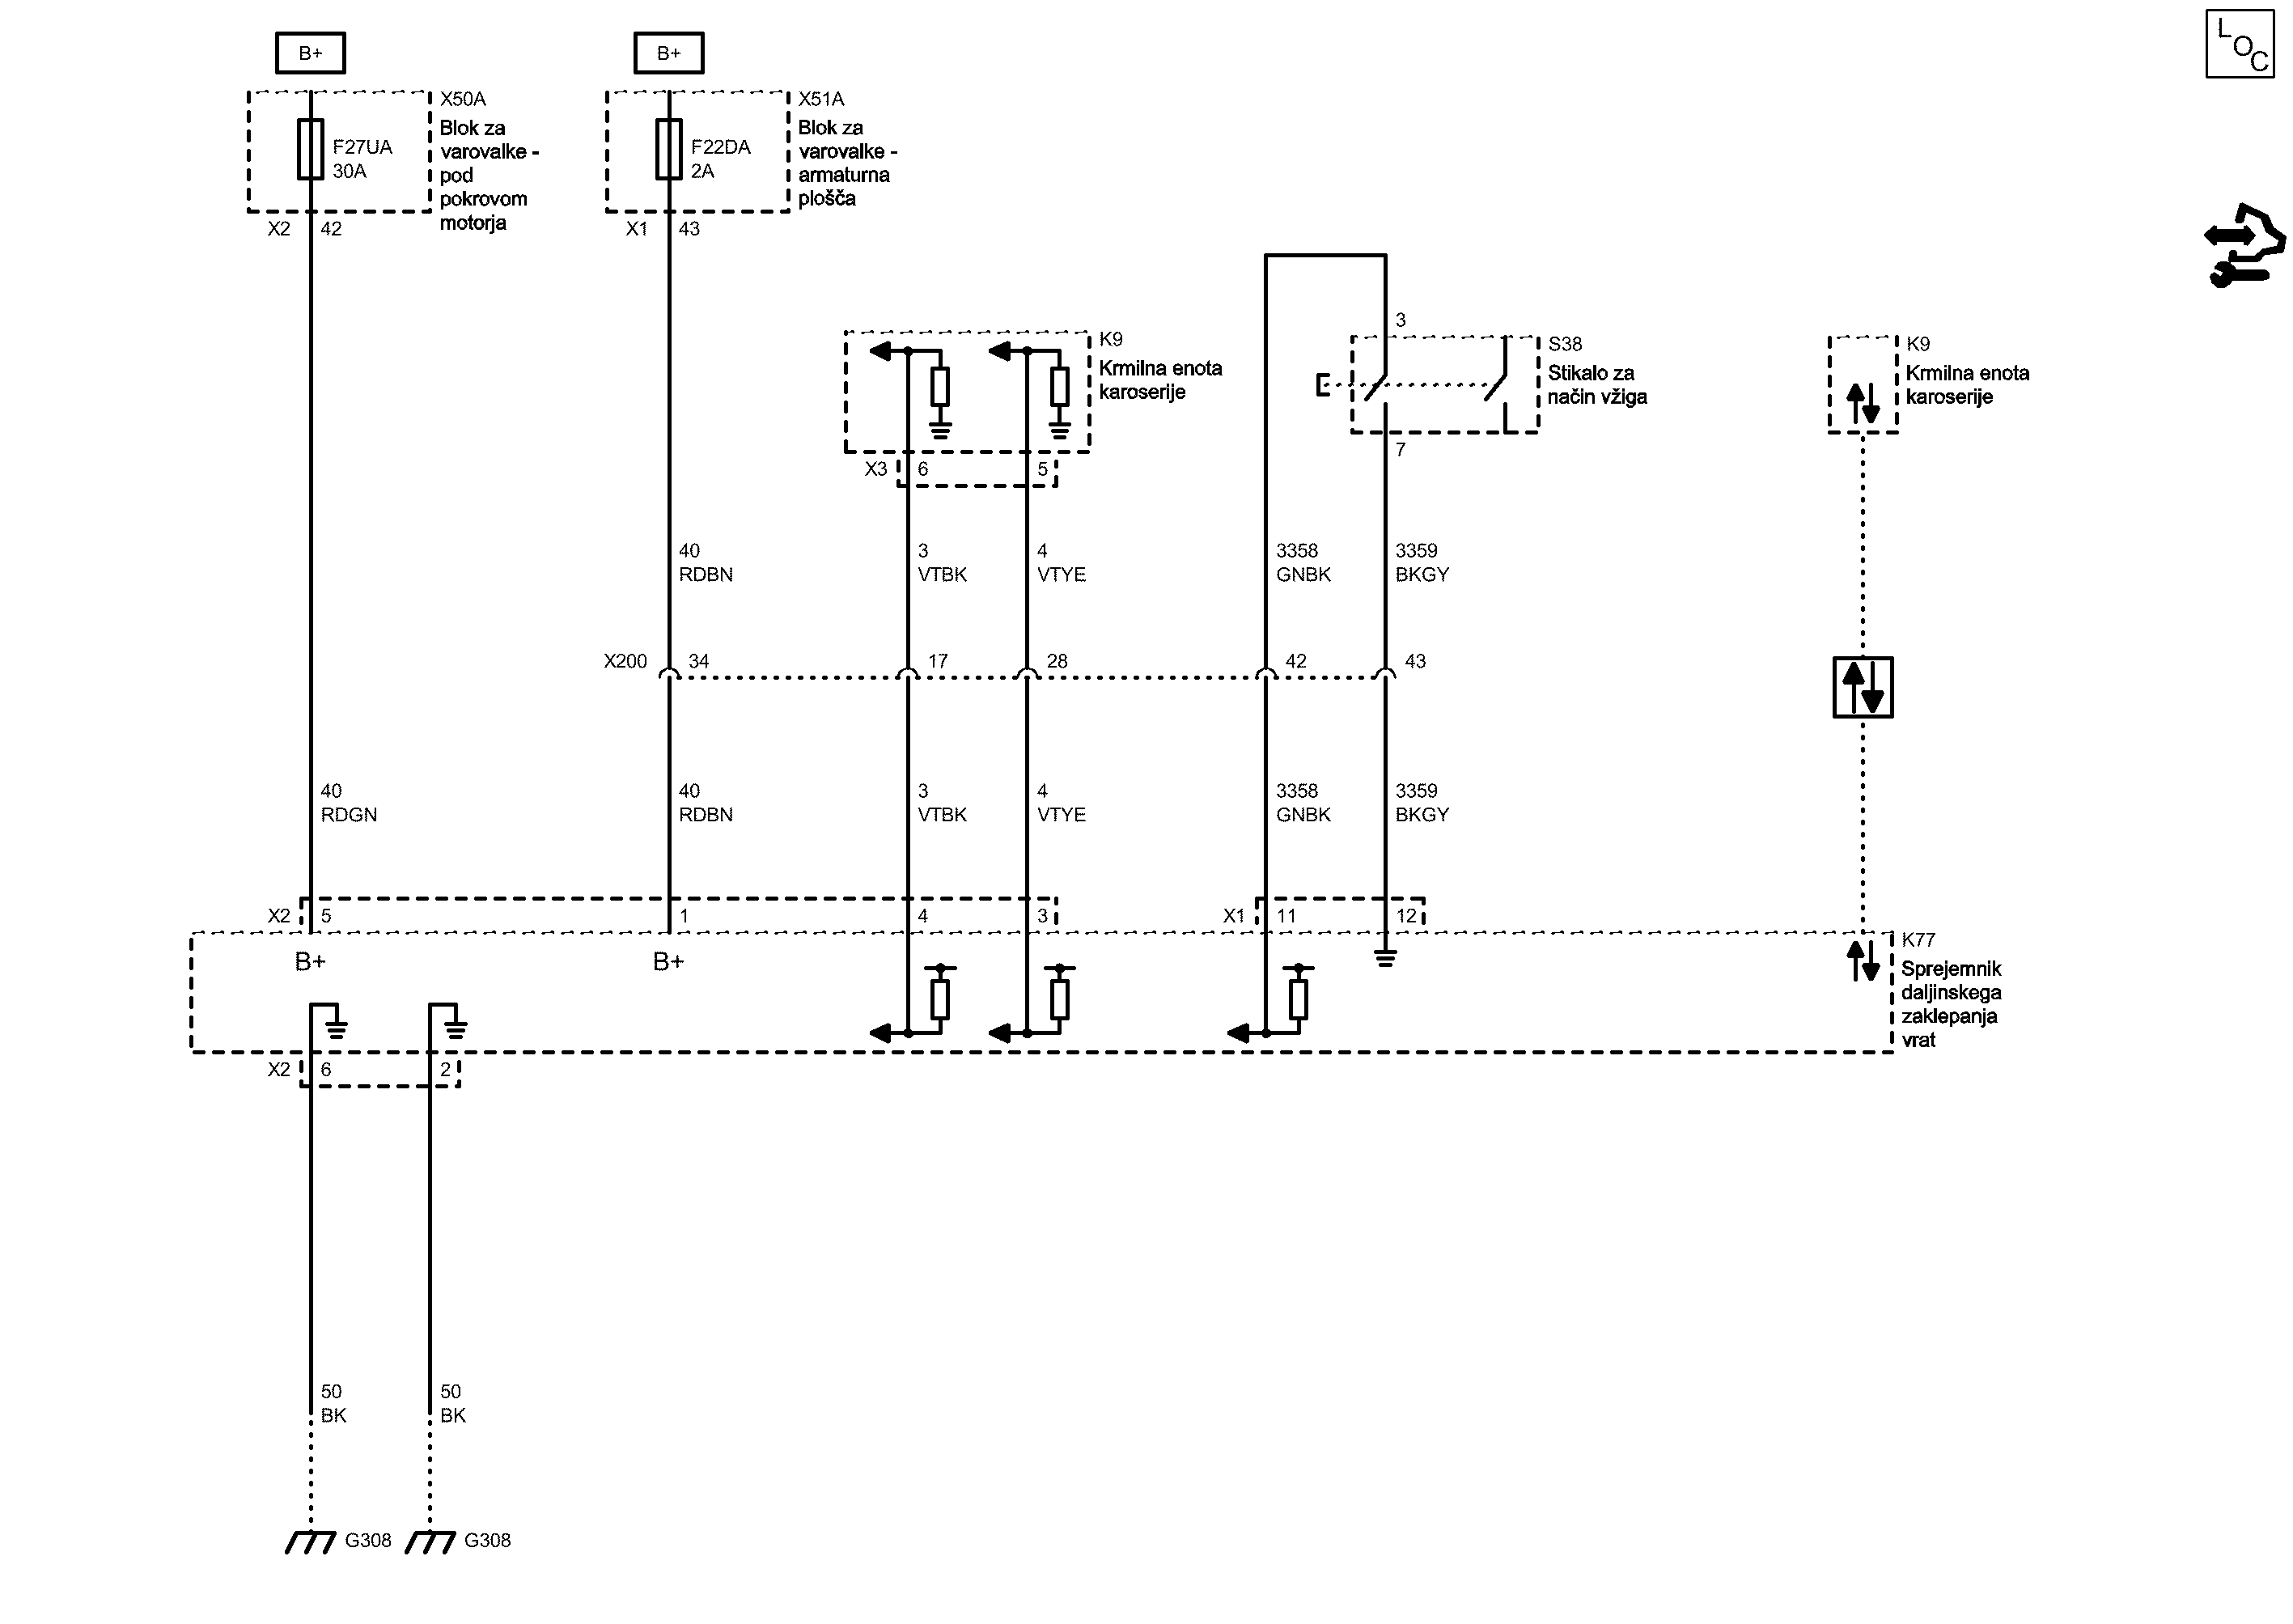 L
O
C
B+
B+
X50A
Blok za
varovalke -
pod
pokrovom
motorja
F27UA
30A
X2 42
X51A
Blok za
varovalke -
armaturna
plošča
F22DA
2A
X1 43
K9
Krmilna enota
karoserije
X3 6 5
3
S38
Stikalo za
način vžiga
7
K9
Krmilna enota
karoserije
40
RDBN
3
VTBK
4
VTYE
3358
GNBK
3359
BKGY
X200 34 17 28 42 43
40
RDGN
40
RDBN
3
VTBK
4
VTYE
3358
GNBK
3359
BKGY
X2 5 1 4 3 X1 11 12
B+ B+
K77
Sprejemnik
daljinskega
zaklepanja
vrat
X2 6 2
50
BK
50
BK
G308 G308